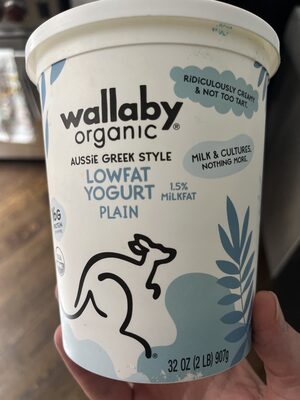 RiDiCULOUSLY CREAMY
& NOT TOO TART.
wallaby
organic®
AUSSIE GREEK STYLE
LOWFAT
YOGURT
PLAIN
1.5%
MiLKFAT
MILK & CULTURES.
NOTHING MORE.
32 OZ (2 LB) 907g